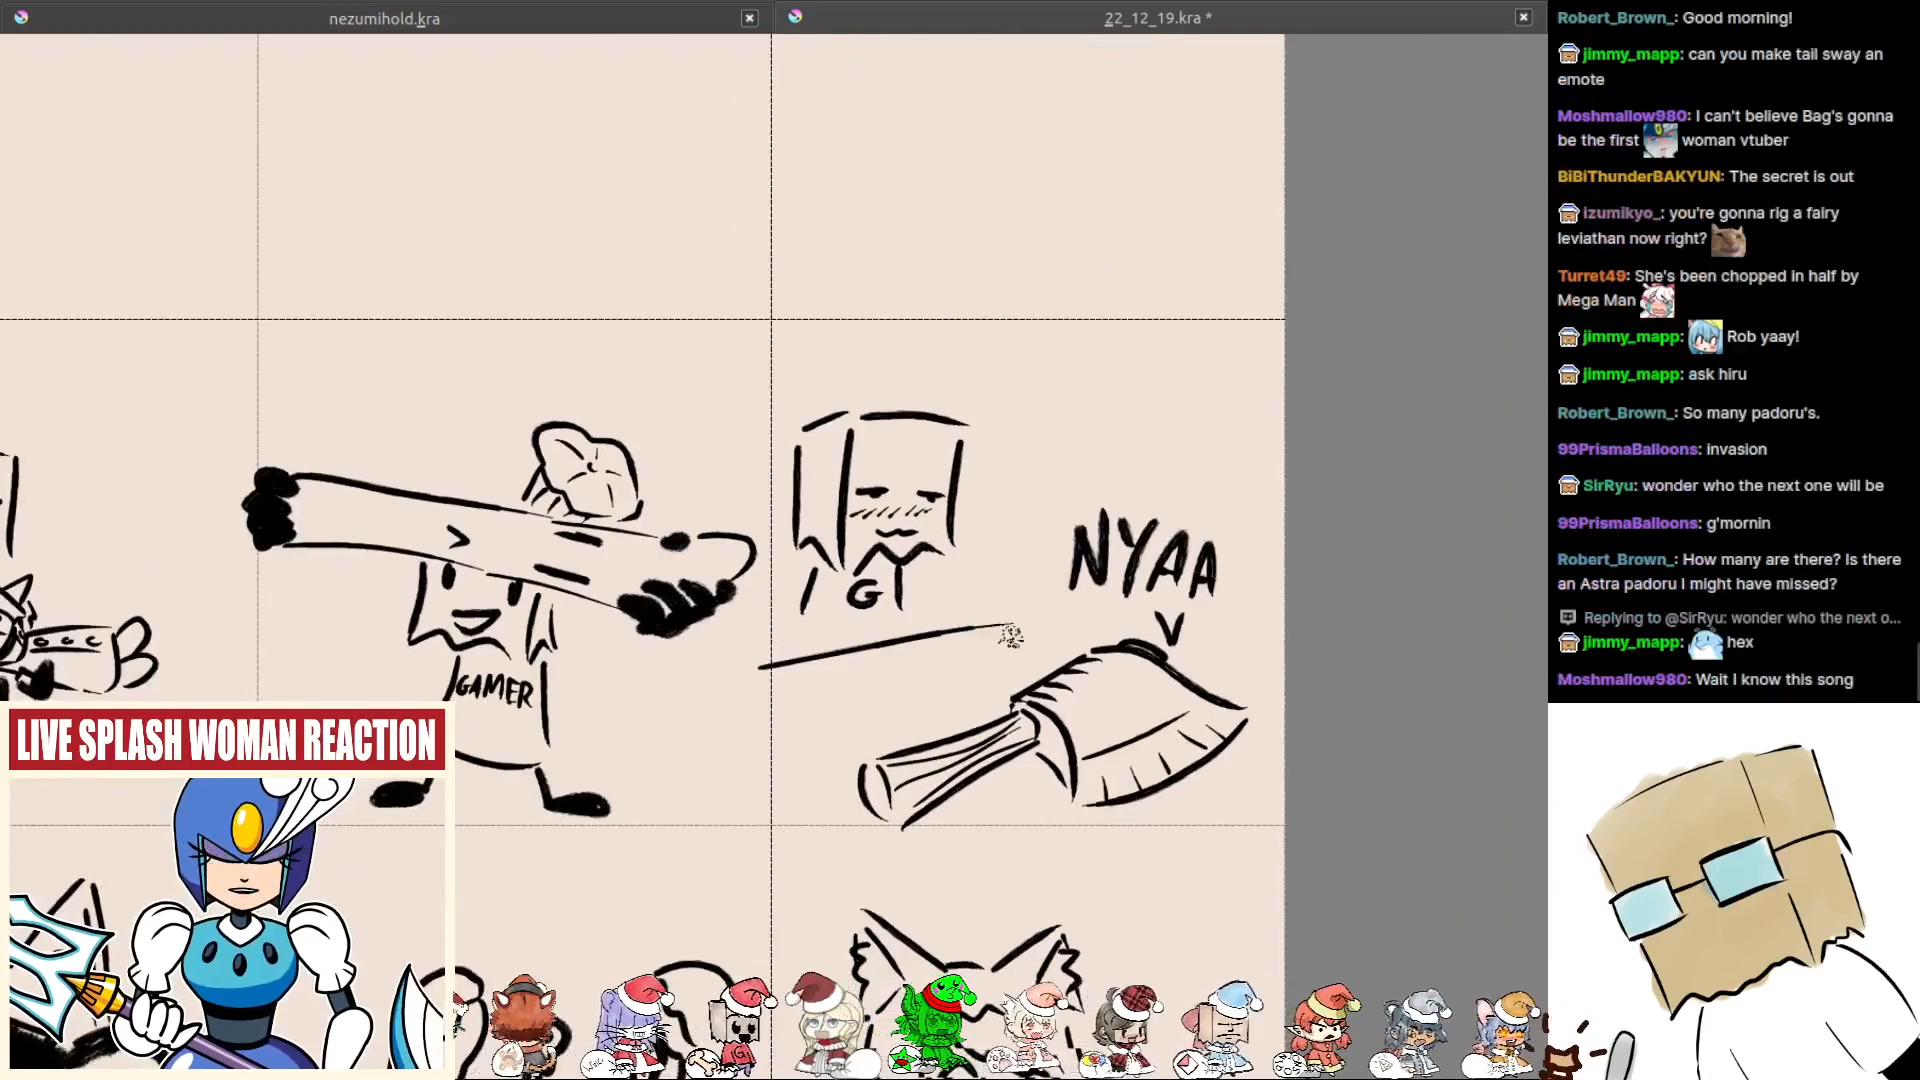 nezumihold.kra
22_12_19.kra *
Robert_Brown_: Good morning!
jimmy_mapp: can you make tail sway an
emote
Moshmallow980: I can't believe Bag's gonna
be the first woman vtuber
BiBiThunderBAKYUN: The secret is out
izumikyo_: you're gonna rig a fairy
leviathan now right?
Turret49: She's been chopped in half by
Mega Man
jimmy_mapp: Rob yaay!
jimmy_mapp: ask hiru
Robert_Brown_: So many padoru's.
99PrismaBalloons: invasion
SirRyu: wonder who the next one will be
99PrismaBalloons: g'mornin
Robert_Brown_: How many are there? Is there
an Astra padoru I might have missed?
Replying to @SirRyu: wonder who the next o...
jimmy_mapp: hex
Moshmallow980: Wait I know this song
NYAA
G
B
GAMER
LIVE SPLASH WOMAN REACTION